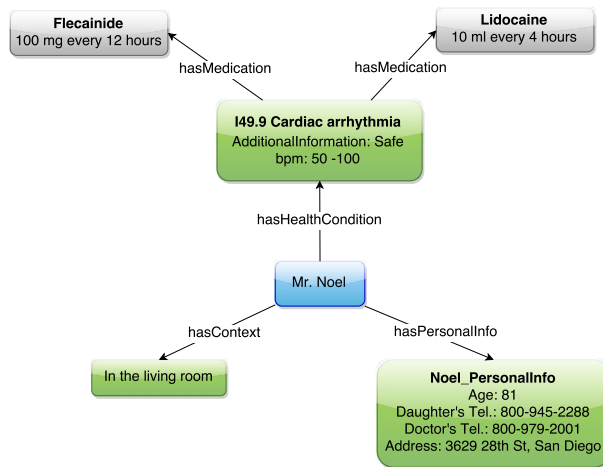 Flecainide
100 mg every 12 hours
Lidocaine
10 ml every 4 hours
hasMedication
hasMedication
I49.9 Cardiac arrhythmia
AdditionalInformation: Safe
bpm: 50 -100
hasHealthCondition
Mr. Noel
hasContext
hasPersonalInfo
In the living room
Noel_PersonalInfo
Age: 81
Daughter's Tel.: 800-945-2288
Doctor's Tel.: 800-979-2001
Address: 3629 28th St, San Diego